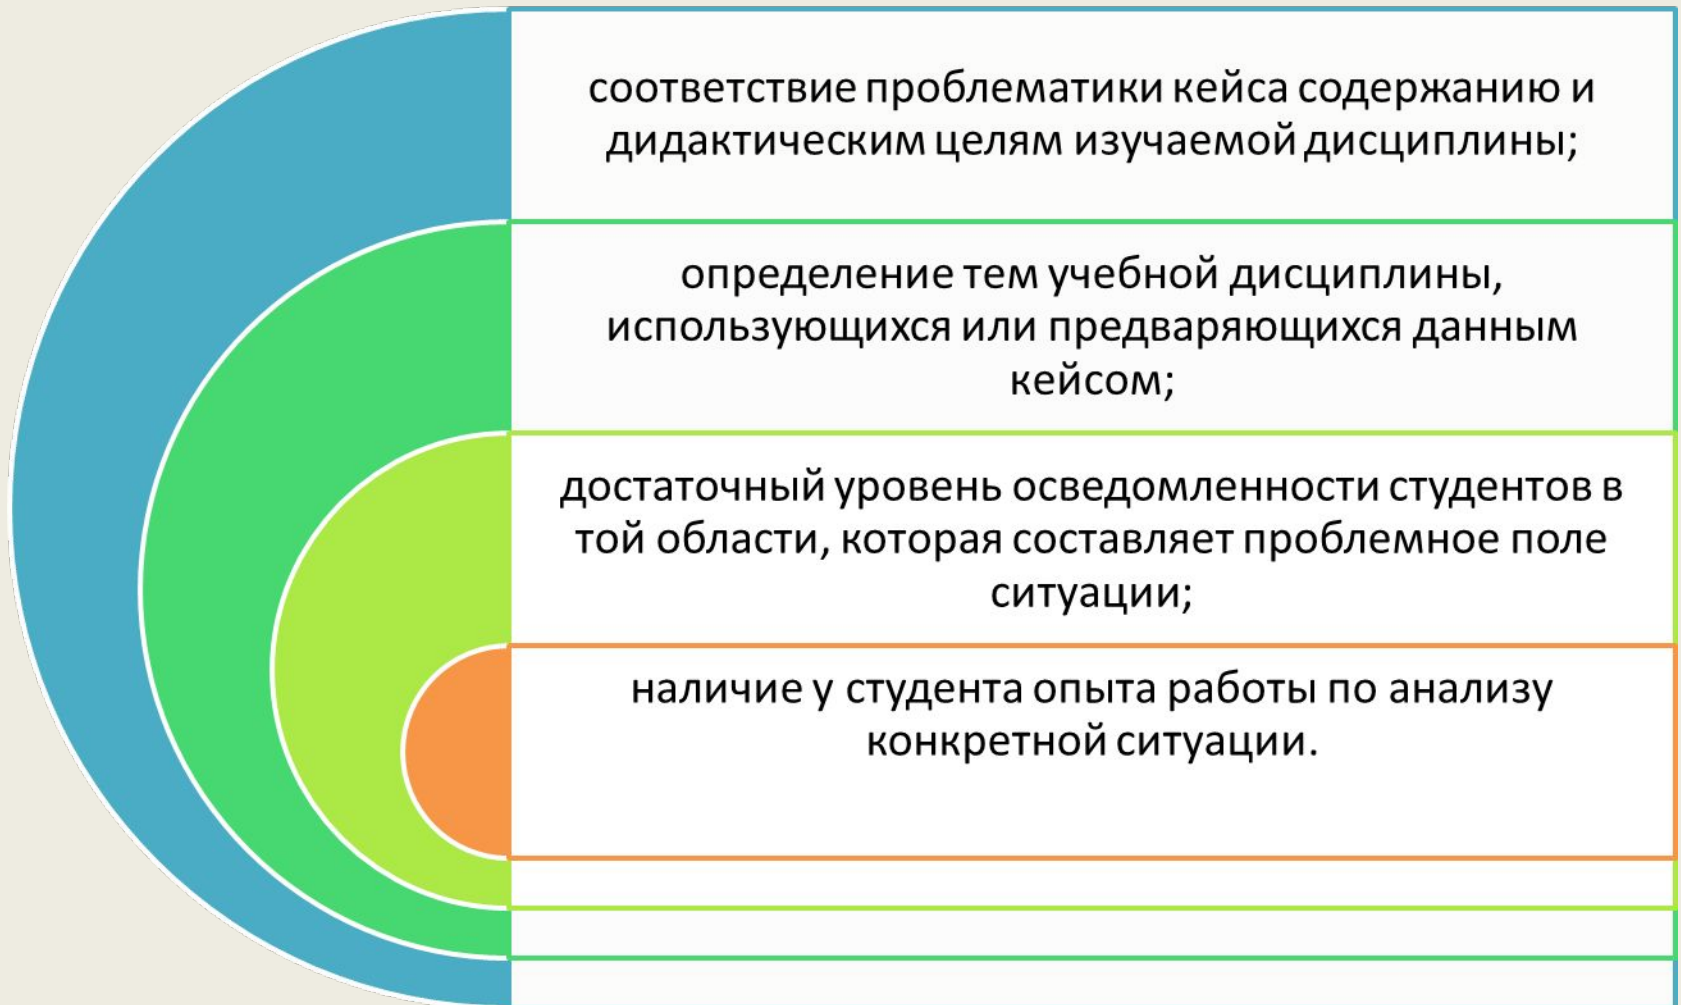 соответствие проблематики кейса содержанию и
дидактическим целям изучаемой дисциплины;
определение тем учебной дисциплины,
использующихся или предваряющихся данным
кейсом;
достаточный уровень осведомленности студентов в
той области, которая составляет проблемное поле
ситуации;
наличие у студента опыта работы по анализу
конкретной ситуации.